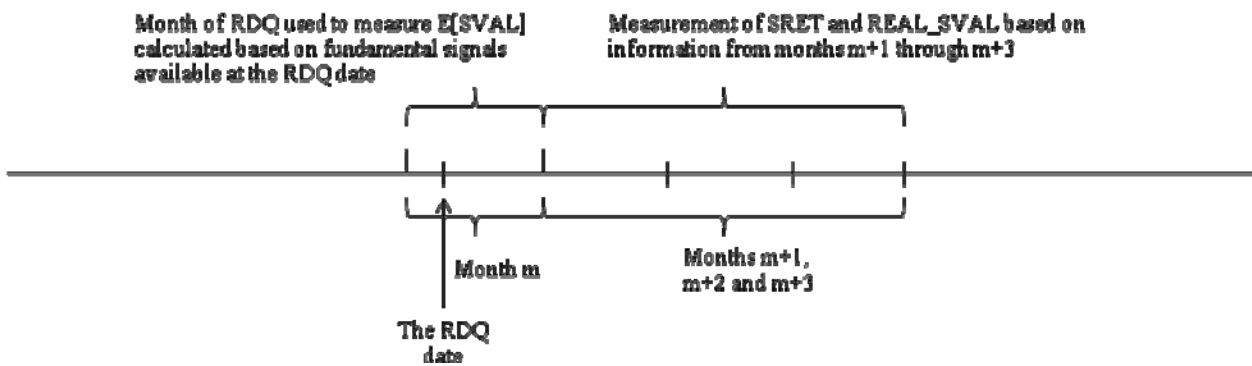 Month of RDQ used to measure E[SVAL]
calculated based on fundamental signals
available at the RDQ date
Measurement of SRET and REAL_SVAL based on
information from months m+1 through m+3
Month m
Months m+1,
m+2 and m+3
The RDQ
date